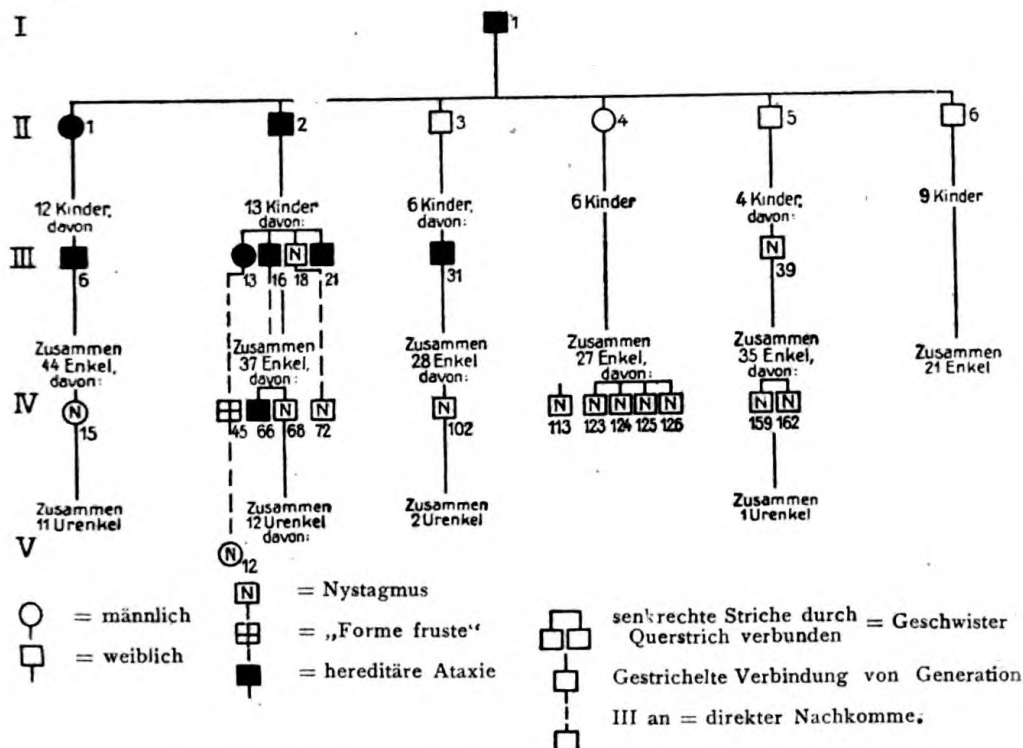 I
1
II
1
2
3
4
5
6
12 Kinder,
davon
13 Kinder
davon:
6 Kinder,
davon:
6 Kinder
4 Kinder,
davon:
9 Kinder
III
6
13
16
N
18
21
31
N
39
Zusammen
44 Enkel,
davon:
Zusammen
37 Enkel,
davon:
Zusammen
28 Enkel
davon:
Zusammen
27 Enkel,
davon:
Zusammen
35 Enkel,
davon:
Zusammen
21 Enkel
IV
N
15
45
66
N
68
N
72
N
102
N
113
N
123
N
124
N
125
N
126
N
159
N
162
Zusammen
11 Urenkel
Zusammen
12 Urenkel
davon:
Zusammen
2 Urenkel
Zusammen
1 Urenkel
V
N
12
= männlich
= weiblich
N = Nystagmus
= „Forme fruste“
= hereditäre Ataxie
senkrechte Striche durch
Querstrich verbunden = Geschwister
Gestrichelte Verbindung von Generation
III an = direkter Nachkomme.